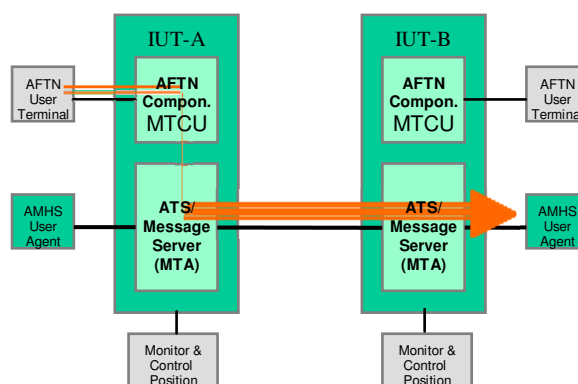 IUT-A
IUT-B
AFTN
User
Terminal
AFTN
Compon.
MTCU
AFTN
Compon.
MTCU
AFTN
User
Terminal
AMHS
User
Agent
ATS/
Message
Server
(MTA)
ATS/
Message
Server
(MTA)
AMHS
User
Agent
Monitor &
Control
Position
Monitor &
Control
Position